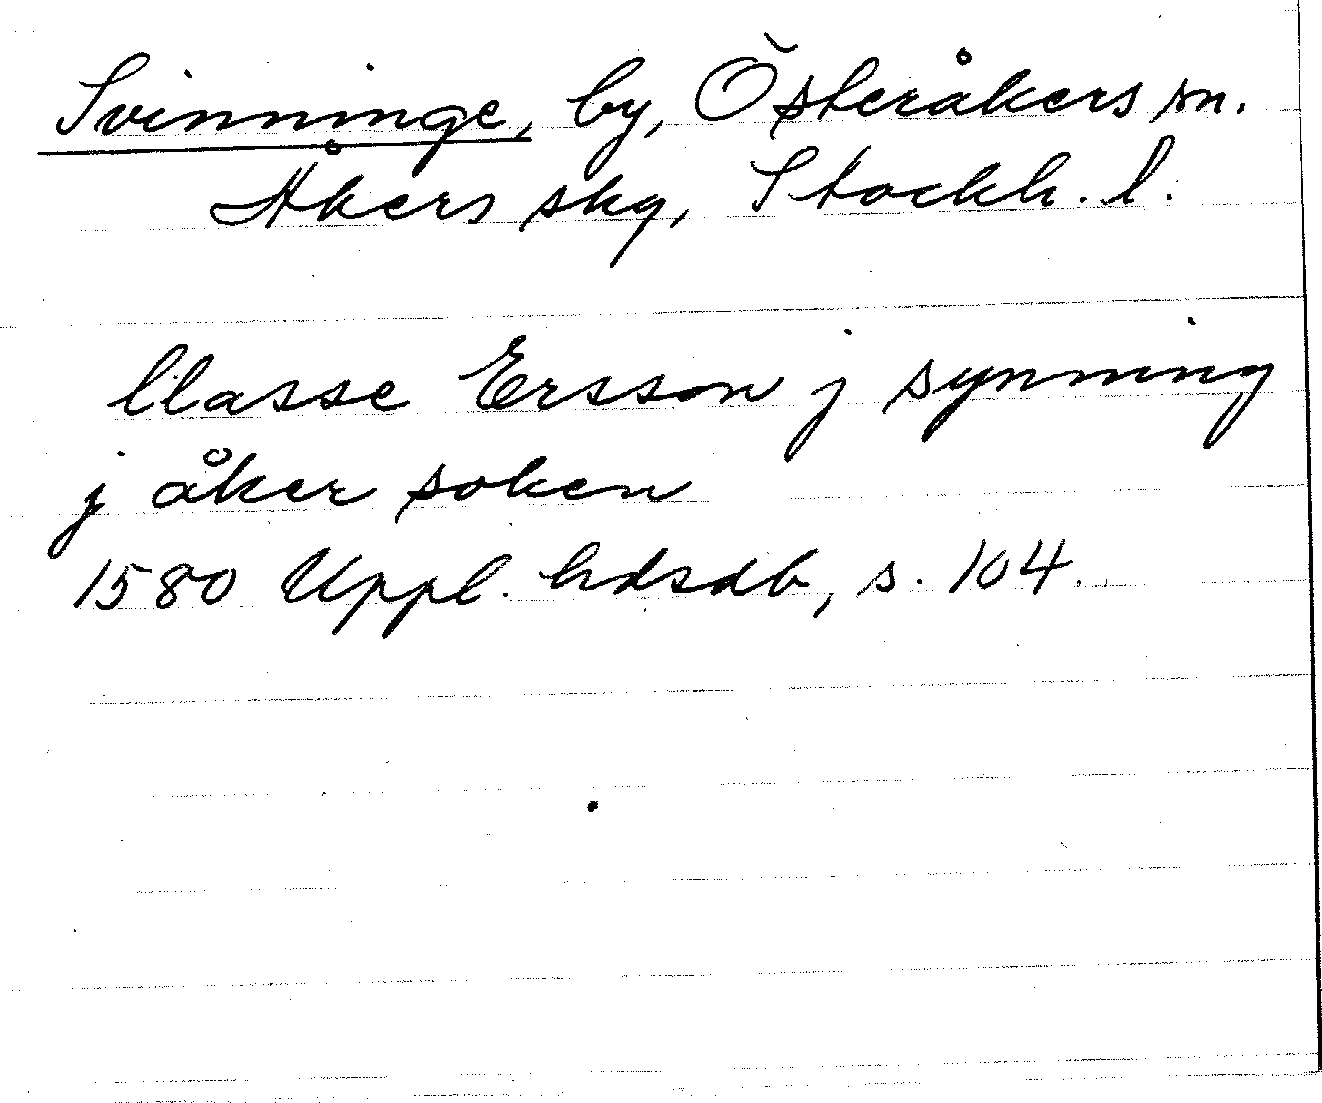 Svinninge, by, Österåkers sn.
Åkers skg, Stockh. l.
Classe Ersson j synning
j åker soken
1580 Uppl. hdsdb, s. 104.